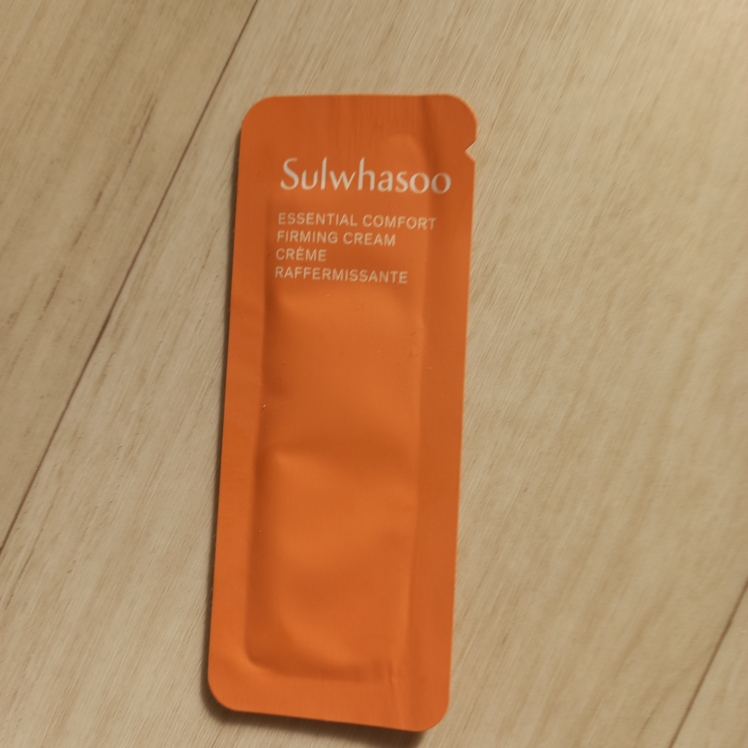 Sulwhasoo
ESSENTIAL COMFORT
FIRMING CREAM
CRÈME
RAFFERMISSANTE